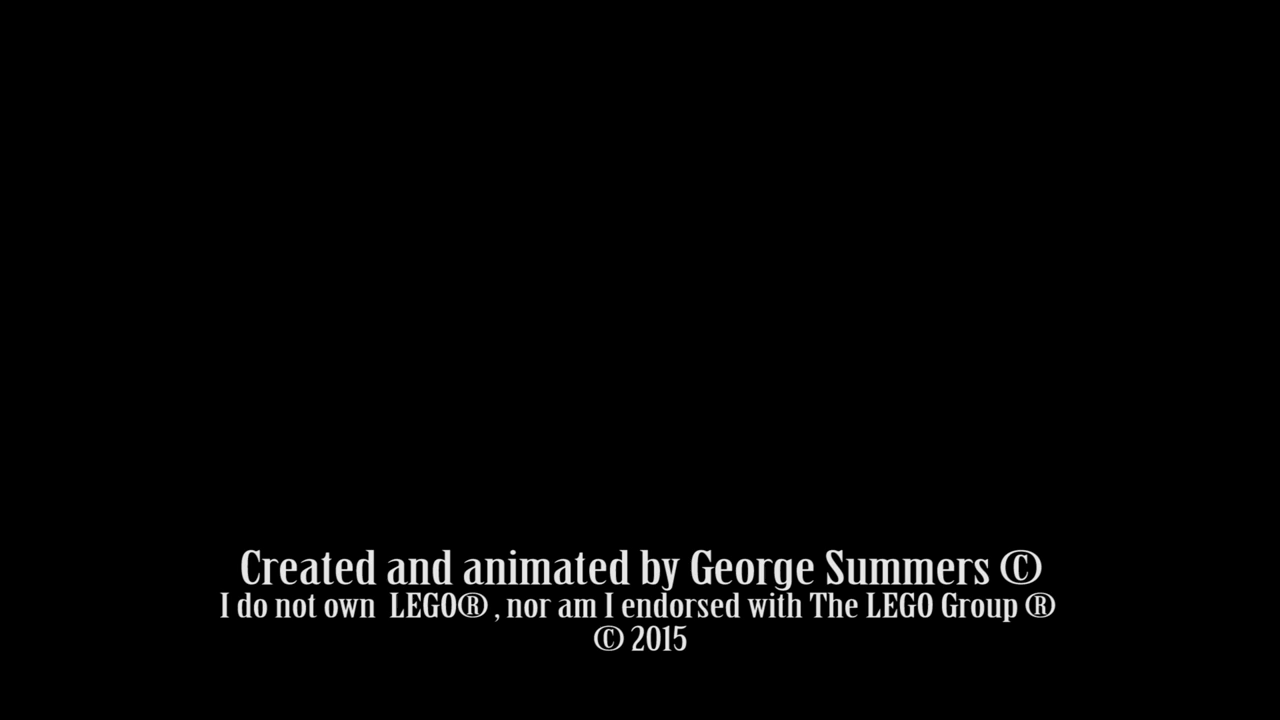 Created and animated by George Summers ©
I do not own LEGO® , nor am I endorsed with The LEGO Group ®
© 2015